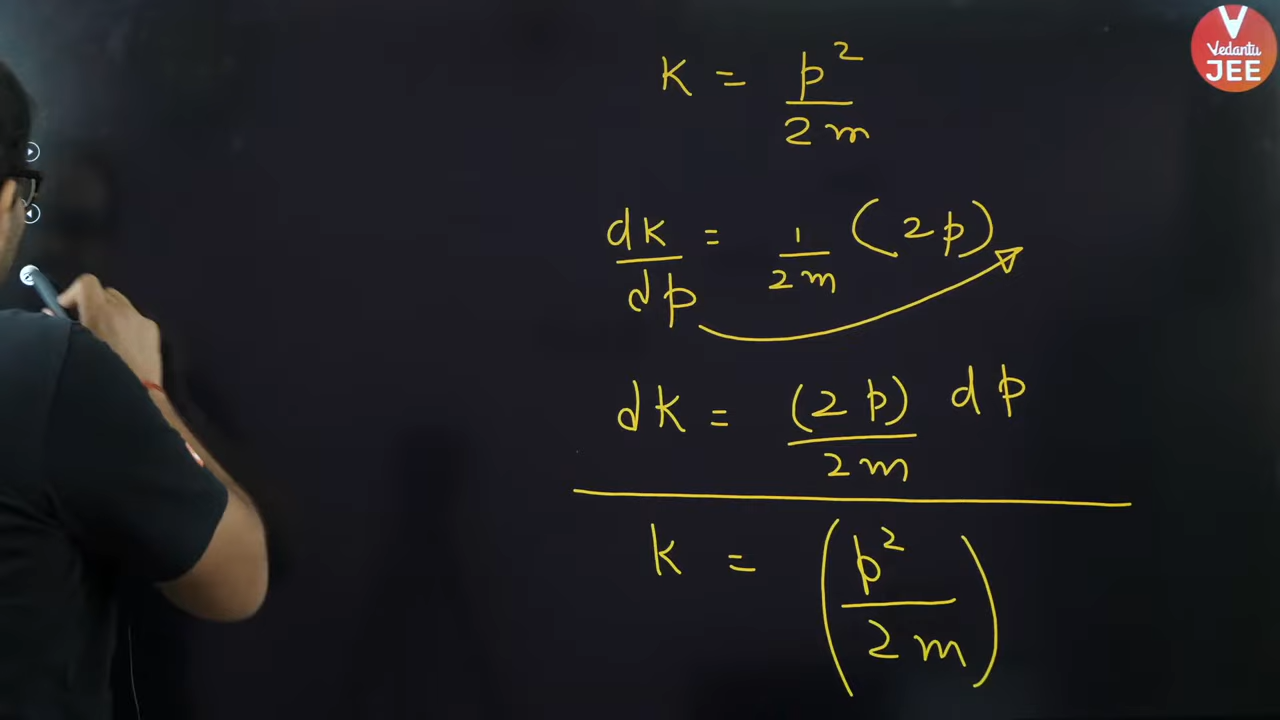 Vedantu
JEE
K = p²/2m
dk/dp = 1/2m (2p)
dk = (2p)/2m dp
k = (p²/2m)